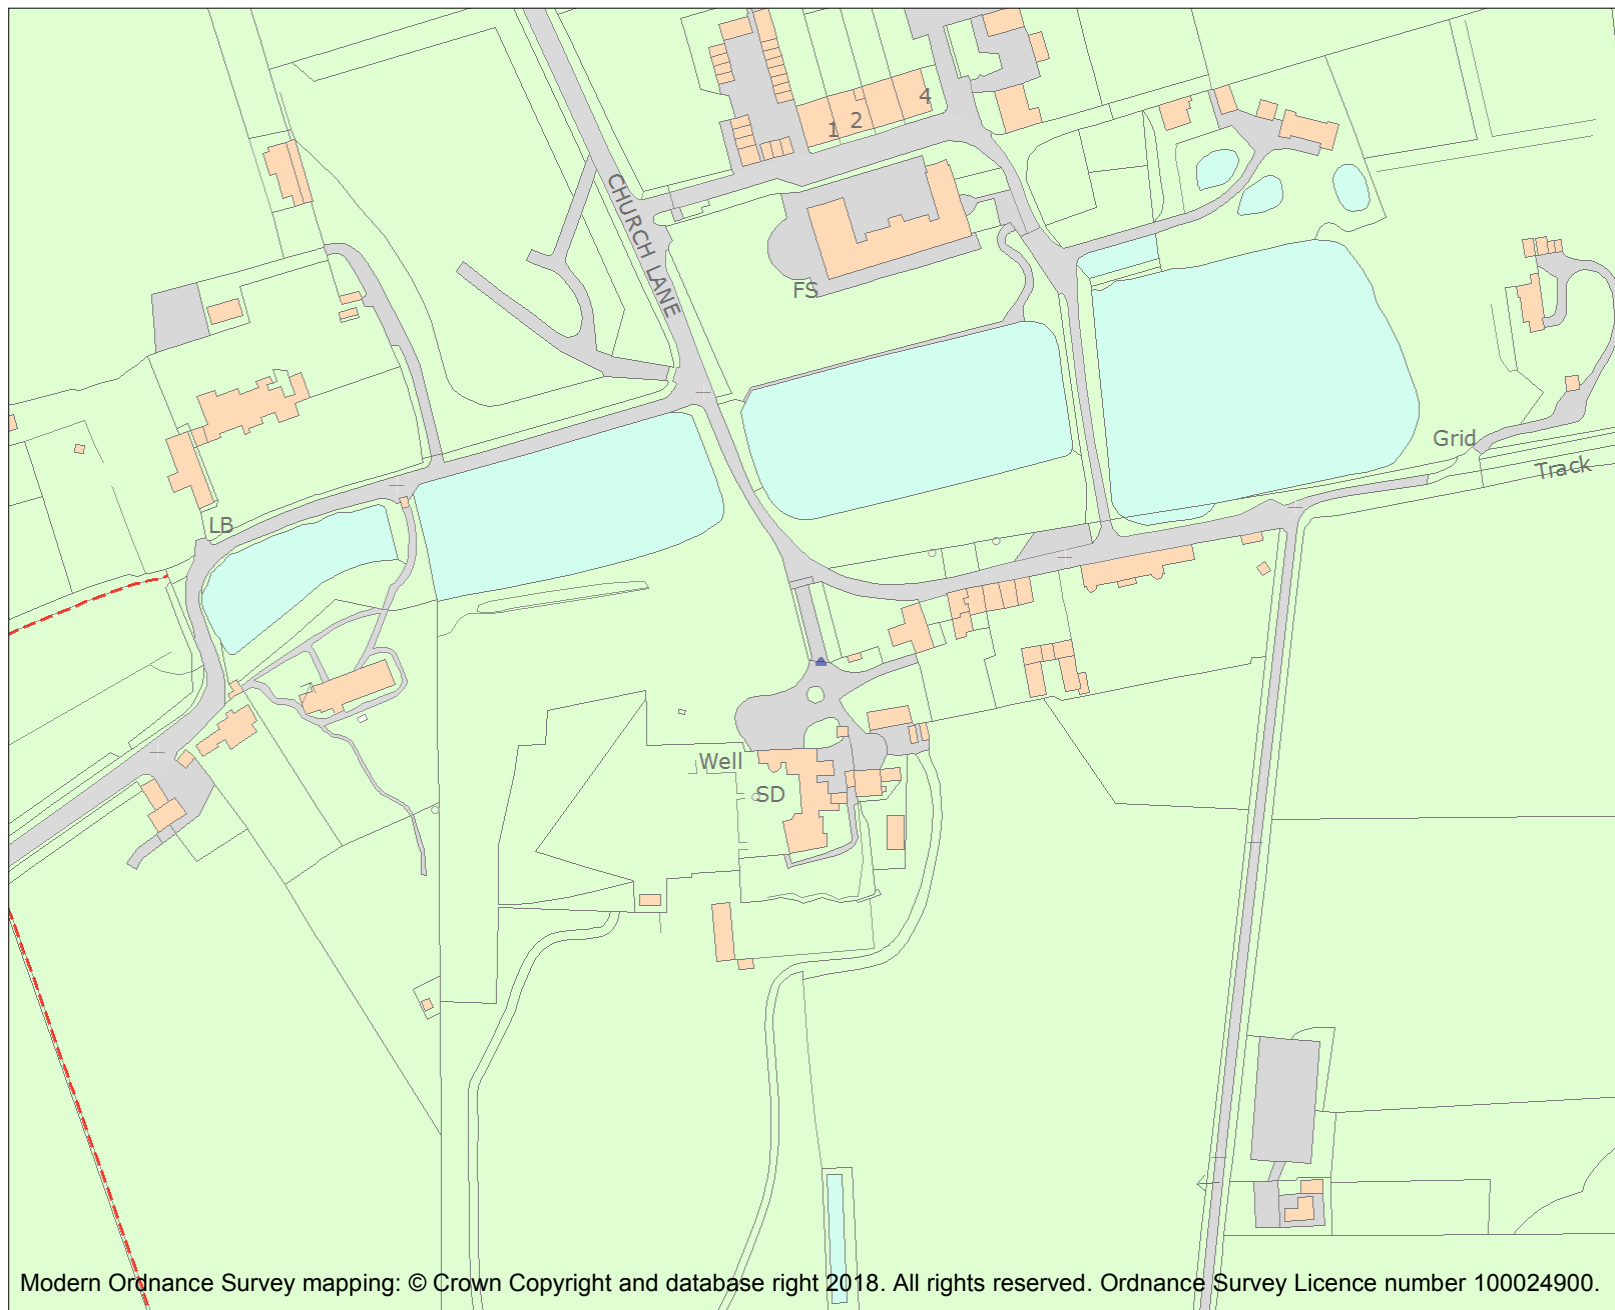 4
2
1
CHURCH LANE
FS
Grid
Track
LB
Well
SD
Modern Ordnance Survey mapping: © Crown Copyright and database right 2018. All rights reserved. Ordnance Survey Licence number 100024900.